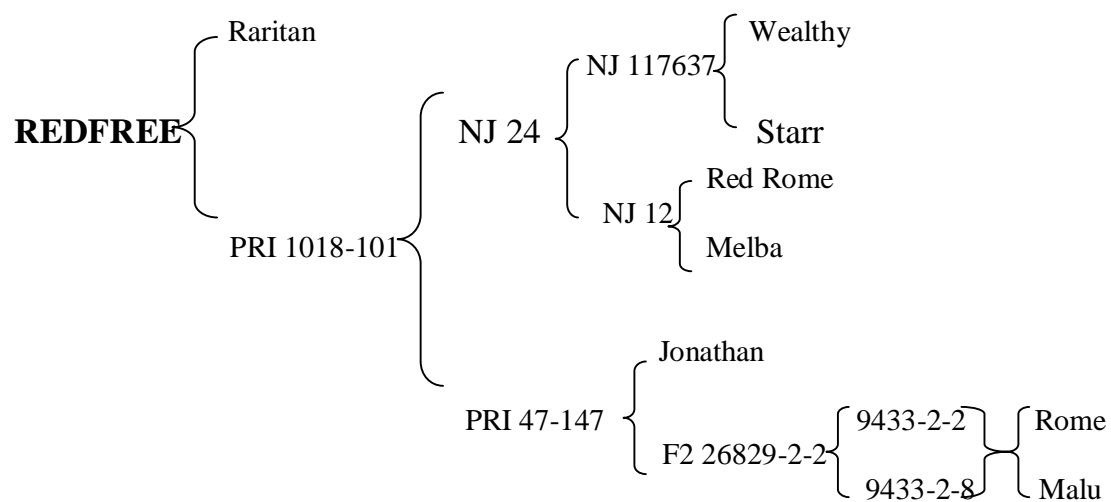 Raritan
Wealthy
NJ 117637
REDFREE
NJ 24
Starr
Red Rome
NJ 12
PRI 1018-101
Melba
Jonathan
PRI 47-147
9433-2-2
Rome
F2 26829-2-2
9433-2-8
Malu